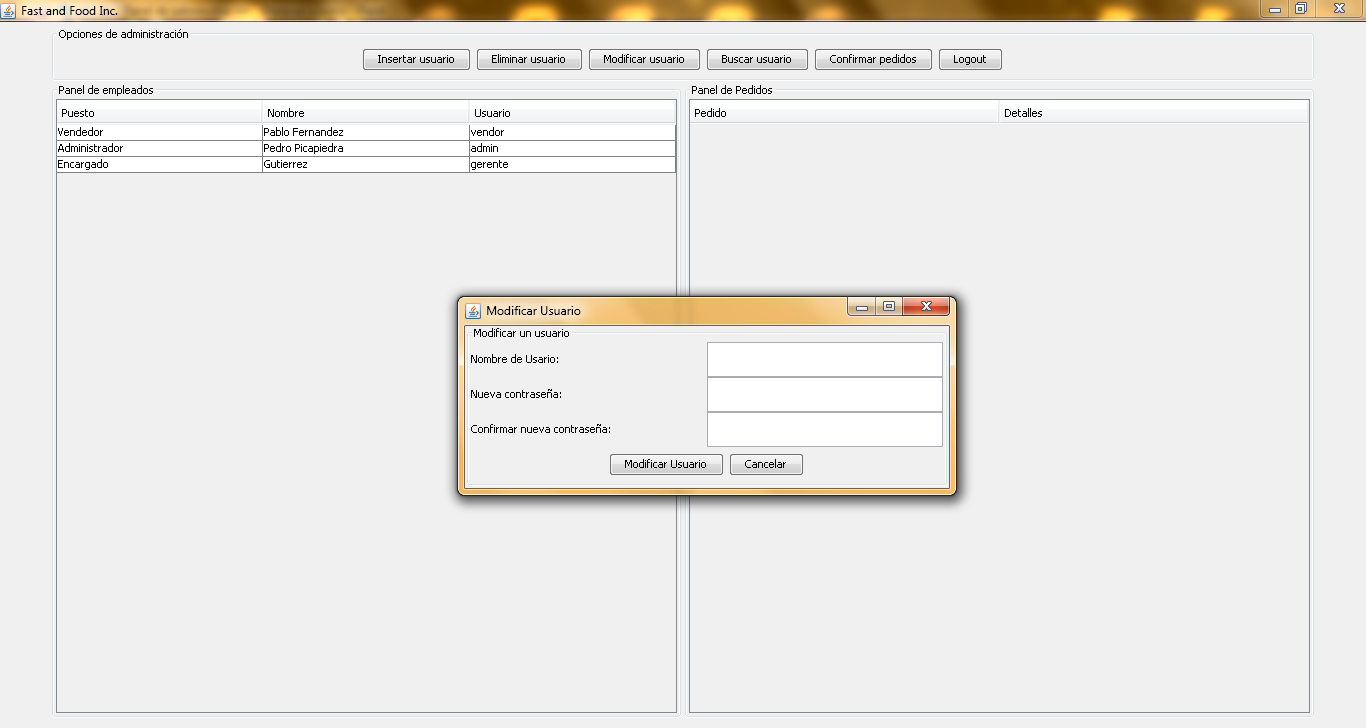 Fast and Food Inc.
Opciones de administración
Insertar usuario Eliminar usuario Modificar usuario Buscar usuario Confirmar pedidos Logout
Panel de empleados Panel de Pedidos
Puesto Nombre Usuario Pedido Detalles
Vendedor Pablo Fernandez vendor
Administrador Pedro Picapiedra admin
Encargado Gutierrez gerente
Modificar Usuario
Modificar un usuario
Nombre de Usario:
Nueva contraseña:
Confirmar nueva contraseña:
Modificar Usuario Cancelar